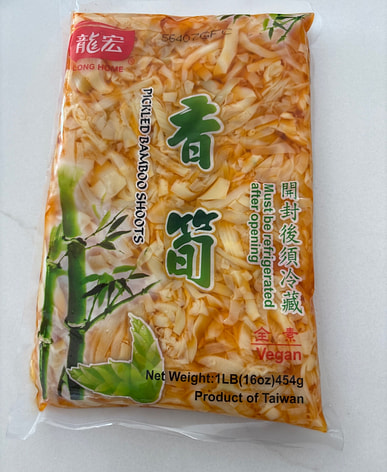 龍宏
LONG HOME
PICKLED BAMBOO SHOOTS
香筍
開封後須冷藏
Must be refrigerated
after opening
全素
Vegan
Net Weight:1LB(16oz)454g
Product of Taiwan